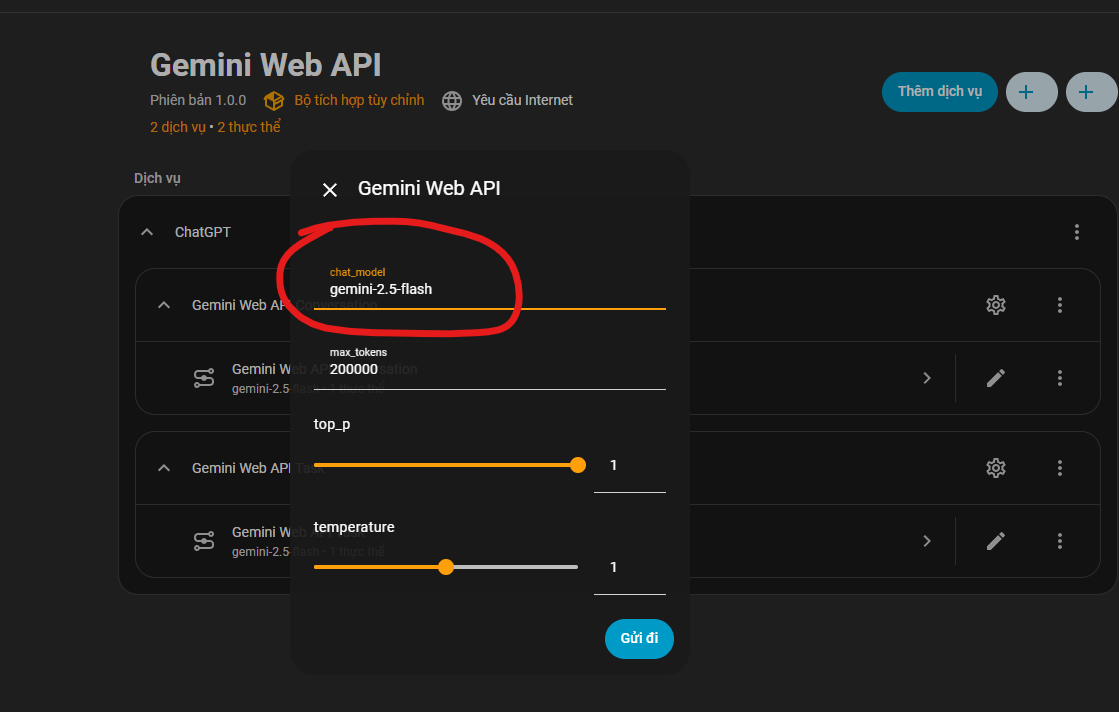 Gemini Web API
Phiên bản 1.0.0 Bộ tích hợp tùy chỉnh Yêu cầu Internet
2 dịch vụ • 2 thực thể
Thêm dịch vụ
Dịch vụ
ChatGPT
Gemini Web API Conversation
Gemini Web API Conversation
gemini-2.5-flash • 1 thực thể
Gemini Web API Task
Gemini Web API Task
gemini-2.5-flash • 1 thực thể
Gemini Web API
chat_model
gemini-2.5-flash
max_tokens
200000
top_p
1
temperature
1
Gửi đi